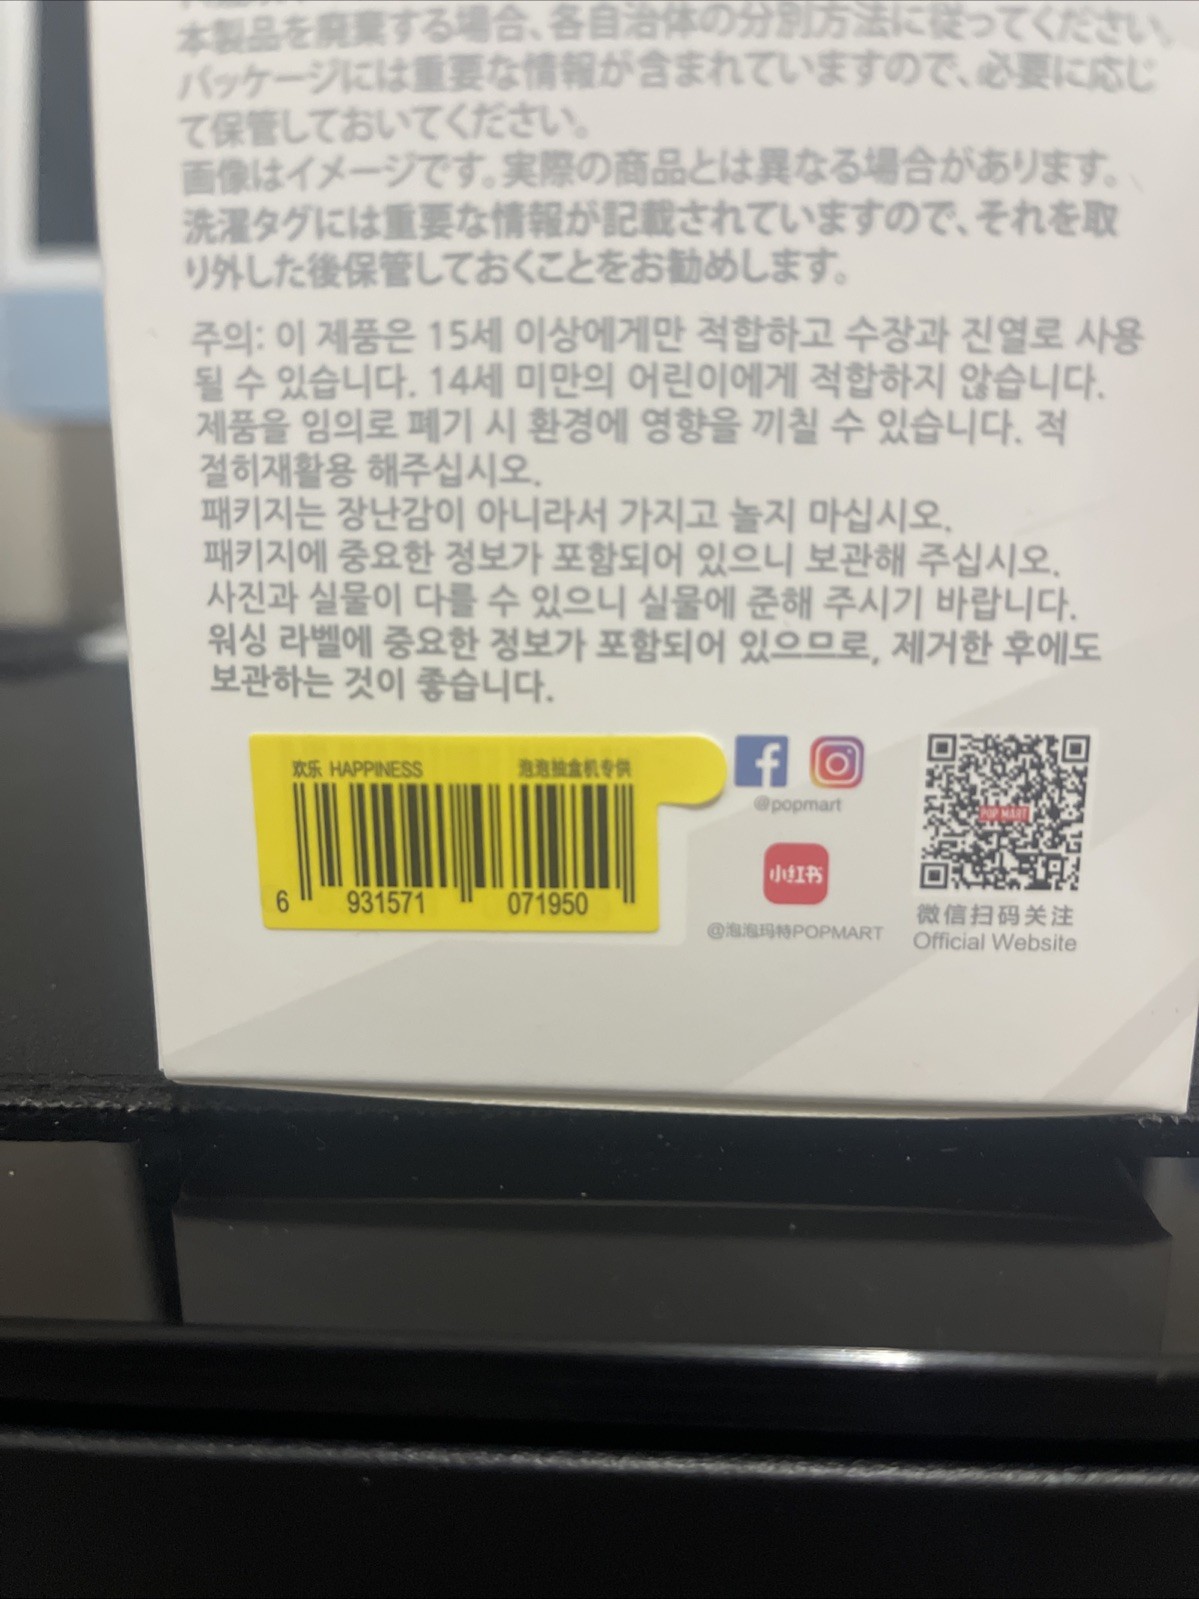 本製品を廃棄する場合、各自治体の分別方法に従ってください。
パッケージには重要な情報が含まれていますので、必要に応じ
て保管しておいてください。
画像はイメージです。実際の商品とは異なる場合があります。
洗濯タグには重要な情報が記載されていますので、それを取
り外した後保管しておくことをお勧めします。
주의: 이 제품은 15세 이상에게만 적합하고 수장과 진열로 사용
될 수 있습니다. 14세 미만의 어린이에게 적합하지 않습니다.
제품을 임의로 폐기 시 환경에 영향을 끼칠 수 있습니다. 적
절히재활용 해주십시오.
패키지는 장난감이 아니라서 가지고 놀지 마십시오.
패키지에 중요한 정보가 포함되어 있으니 보관해 주십시오.
사진과 실물이 다를 수 있으니 실물에 준해 주시기 바랍니다.
워싱 라벨에 중요한 정보가 포함되어 있으므로, 제거한 후에도
보관하는 것이 좋습니다.
欢乐 HAPPINESS 泡泡抽盒机专供
6 931571 071950
@popmart
小红书
@泡泡玛特POPMART
POP MART
微信扫码关注
Official Website